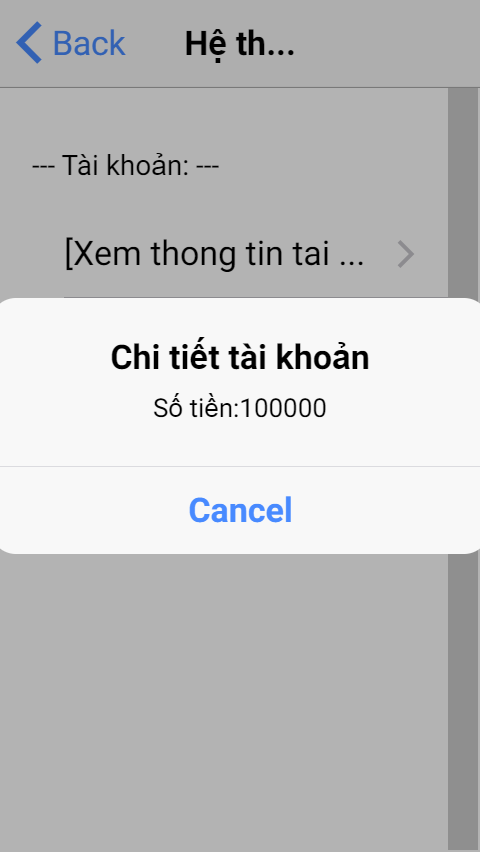 Back
Hệ th...
--- Tài khoản: ---
[Xem thong tin tai ...
Chi tiết tài khoản
Số tiền:100000
Cancel